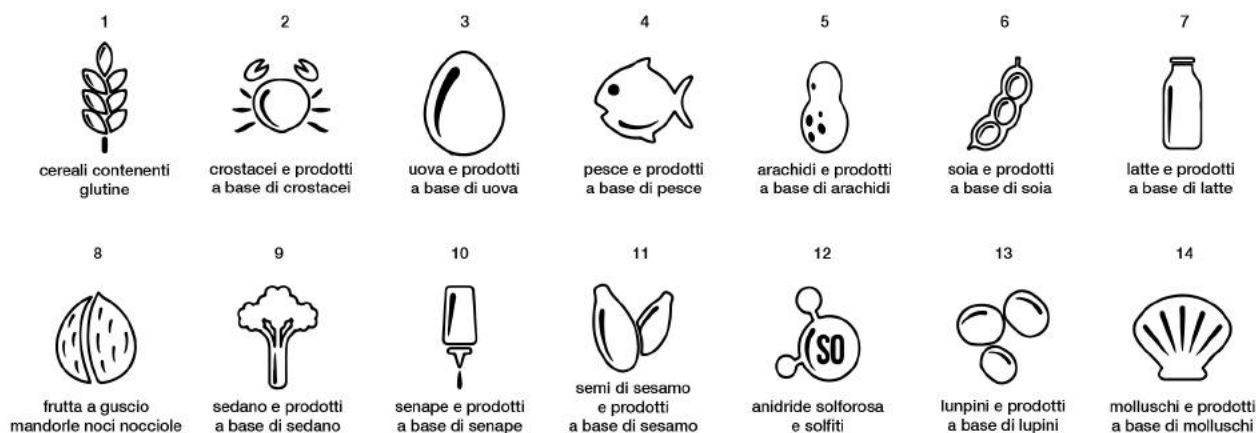 1 2 3 4 5 6 7
cereali contenenti
glutine
crostacei e prodotti
a base di crostacei
uova e prodotti
a base di uova
pesce e prodotti
a base di pesce
arachidi e prodotti
a base di arachidi
soia e prodotti
a base di soia
latte e prodotti
a base di latte
8 9 10 11 12 13 14
frutta a guscio
mandorle noci nocciole
sedano e prodotti
a base di sedano
senape e prodotti
a base di senape
semi di sesamo
e prodotti
a base di sesamo
SO
anidride solforosa
e solfiti
lunpini e prodotti
a base di lupini
molluschi e prodotti
a base di molluschi